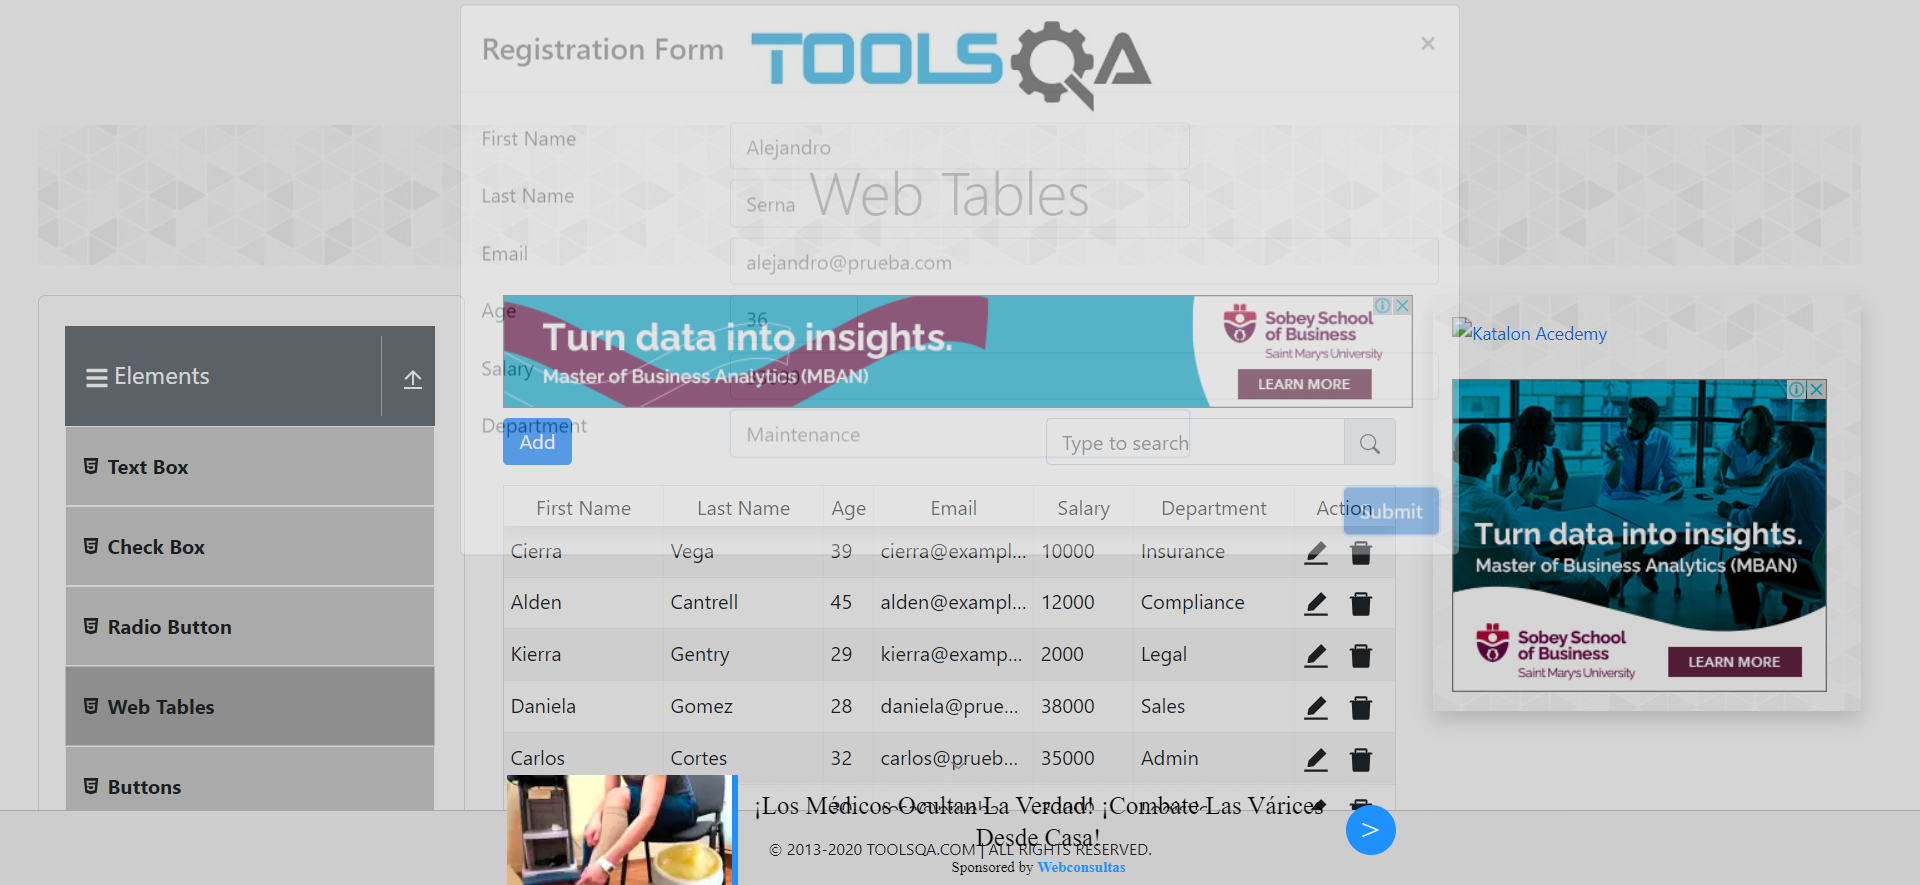 Registration Form
TOOLSQA
×
First Name
Alejandro
Last Name
Serna
Web Tables
Email
alejandro@prueba.com
Age
36
Salary
Department
Maintenance
Turn data into insights.
Master of Business Analytics (MBAN)
Sobey School
of Business
Saint Mary's University
LEARN MORE
Katalon Acedemy
Elements
Text Box
Check Box
Radio Button
Web Tables
Buttons
Add
Type to search
Submit
First Name Last Name Age Email Salary Department Action
Cierra Vega 39 cierra@exampl... 10000 Insurance
Alden Cantrell 45 alden@exampl... 12000 Compliance
Kierra Gentry 29 kierra@examp... 2000 Legal
Daniela Gomez 28 daniela@prue... 38000 Sales
Carlos Cortes 32 carlos@prueb... 35000 Admin
Turn data into insights.
Master of Business Analytics (MBAN)
Sobey School
of Business
Saint Mary's University
LEARN MORE
¡Los Médicos Ocultan La Verdad! ¡Combate Las Várices
Desde Casa!
>
© 2013-2020 TOOLSQA.COM | ALL RIGHTS RESERVED.
Sponsored by Webconsultas